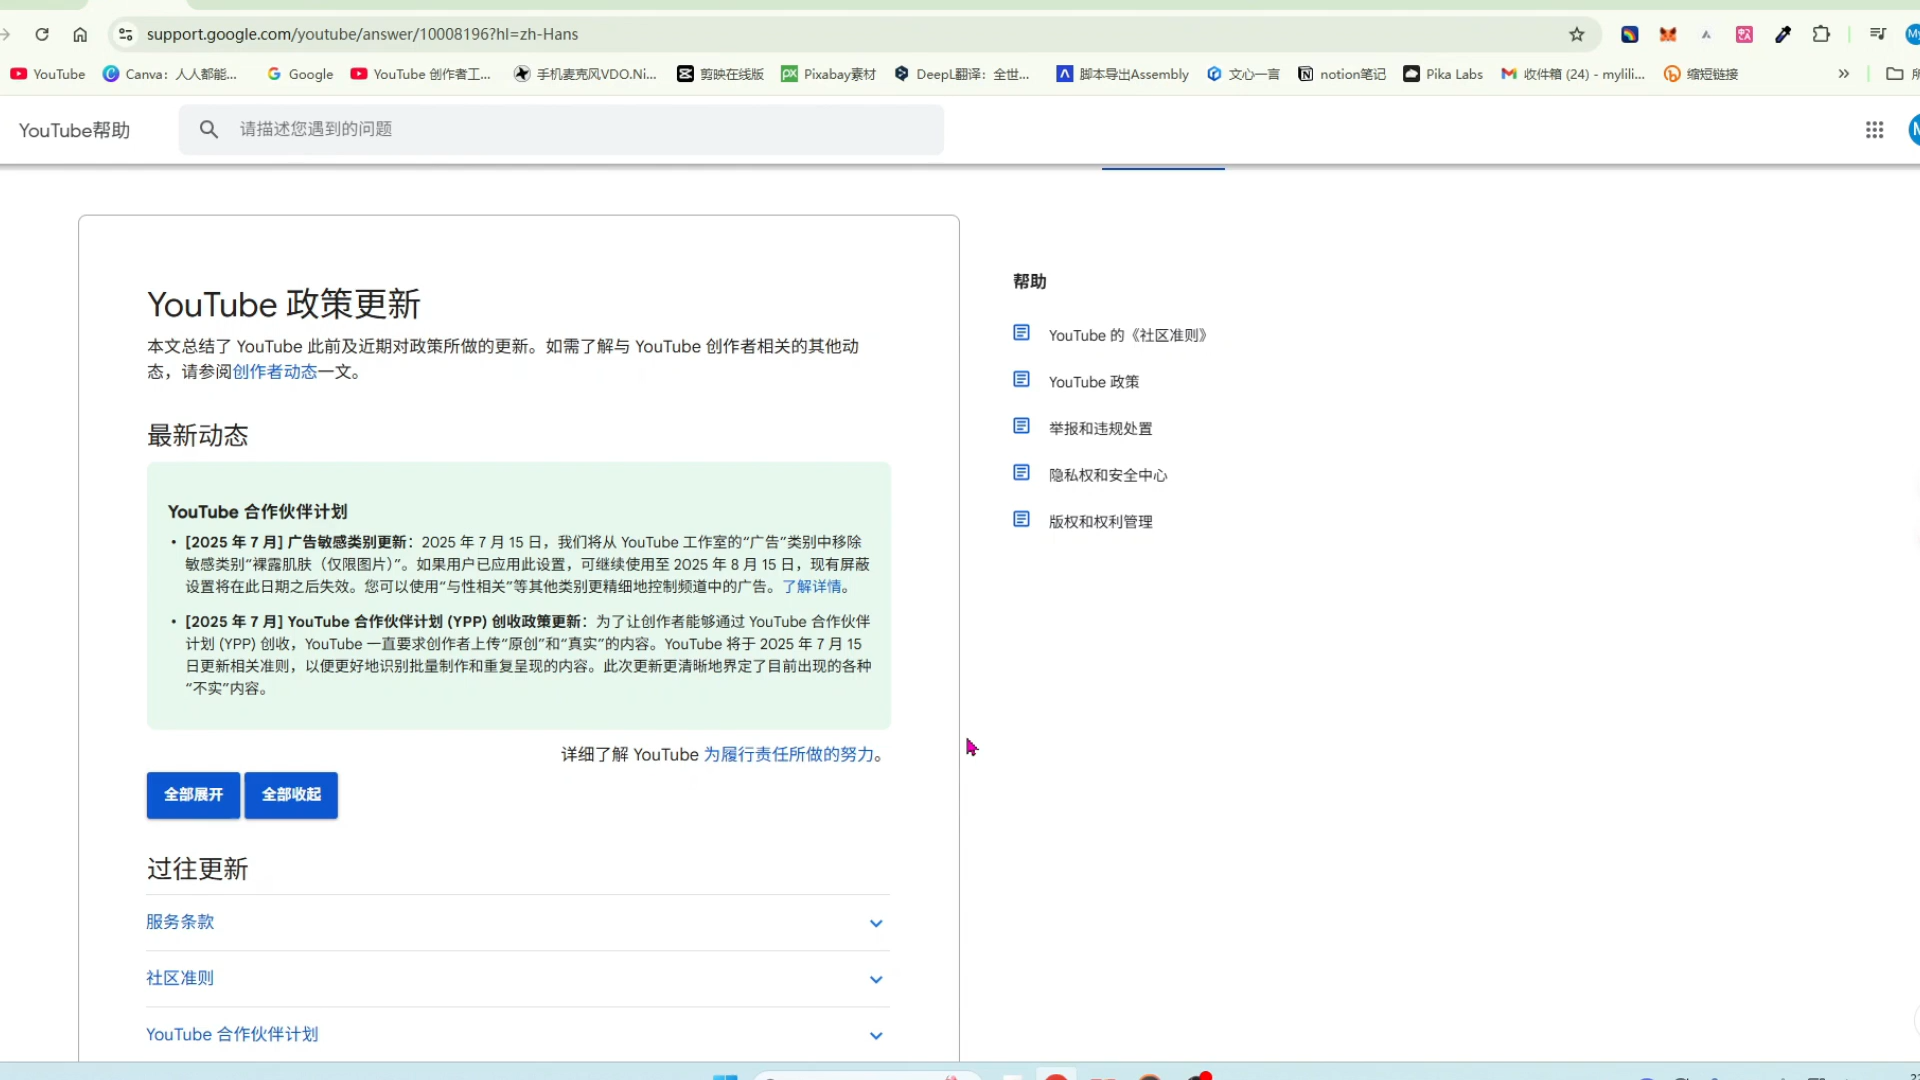 support.google.com/youtube/answer/10008196?hl=zh-Hans
YouTube Canva：人人都能... Google YouTube 创作者工... 手机麦克风VDO.Ni... 剪映在线版 Pixabay素材 DeepL翻译：全世... 脚本导出Assembly 文心一言 notion笔记 Pika Labs 收件箱 (24) - mylili... 缩短链接
YouTube帮助 请描述您遇到的问题
YouTube 政策更新
本文总结了 YouTube 此前及近期对政策所做的更新。如需了解与 YouTube 创作者相关的其他动
态，请参阅创作者动态一文。
最新动态
YouTube 合作伙伴计划
• [2025 年 7 月] 广告敏感类别更新：2025 年 7 月 15 日，我们将从 YouTube 工作室的“广告”类别中移除
敏感类别“裸露肌肤（仅限图片）”。如果用户已应用此设置，可继续使用至 2025 年 8 月 15 日，现有屏蔽
设置将在此日期之后失效。您可以使用“与性相关”等其他类别更精细地控制频道中的广告。了解详情。
• [2025 年 7 月] YouTube 合作伙伴计划 (YPP) 创收政策更新：为了让创作者能够通过 YouTube 合作伙伴
计划 (YPP) 创收，YouTube 一直要求创作者上传“原创”和“真实”的内容。YouTube 将于 2025 年 7 月 15
日更新相关准则，以便更好地识别批量制作和重复呈现的内容。此次更新更清晰地界定了目前出现的各种
“不实”内容。
详细了解 YouTube 为履行责任所做的努力。
全部展开 全部收起
过往更新
服务条款
社区准则
YouTube 合作伙伴计划
帮助
YouTube 的《社区准则》
YouTube 政策
举报和违规处置
隐私权和安全中心
版权和权利管理